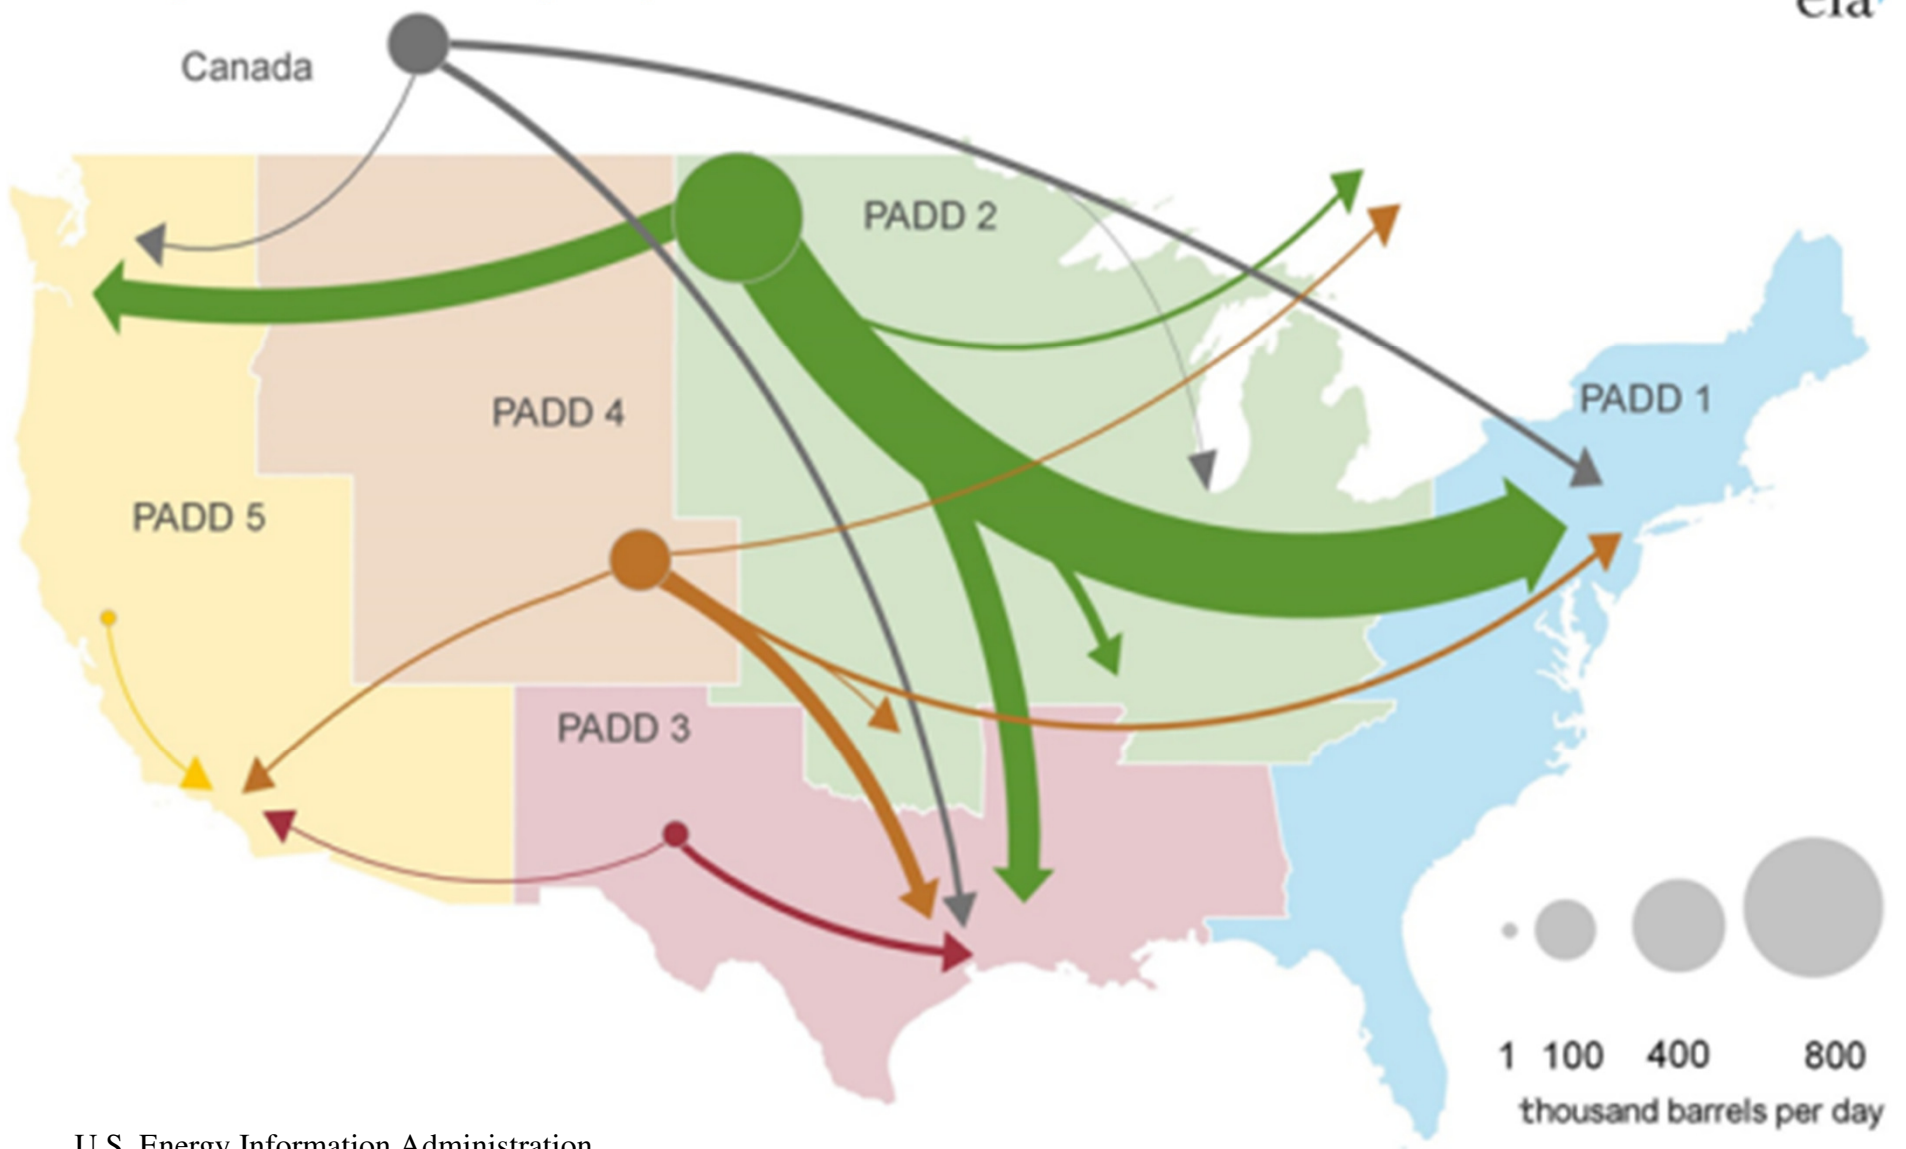 eia
Canada
PADD 2
PADD 1
PADD 4
PADD 5
PADD 3
1 100 400 800
thousand barrels per day
U.S. Energy Information Administration